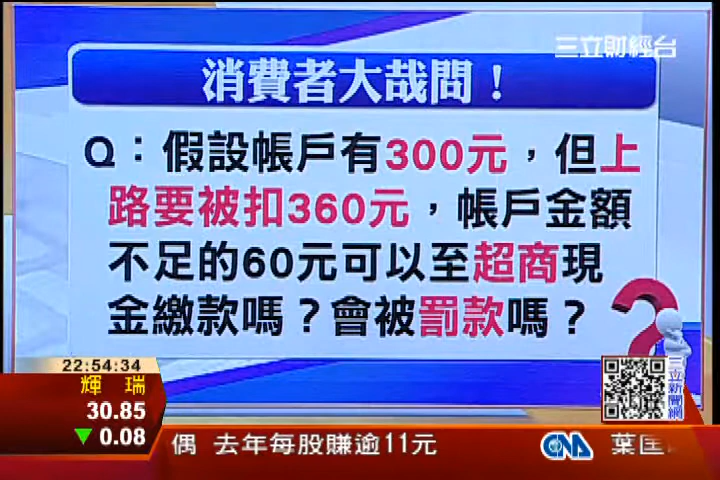 三立財經台
消費者大哉問！
Q：假設帳戶有300元，但上
路要被扣360元，帳戶金額
不足的60元可以至超商現
金繳款嗎？會被罰款嗎？
?
22:54:34
輝 瑞
30.85
▼0.08
三立新聞網
偶 去年每股賺逾11元
CNA 葉匡